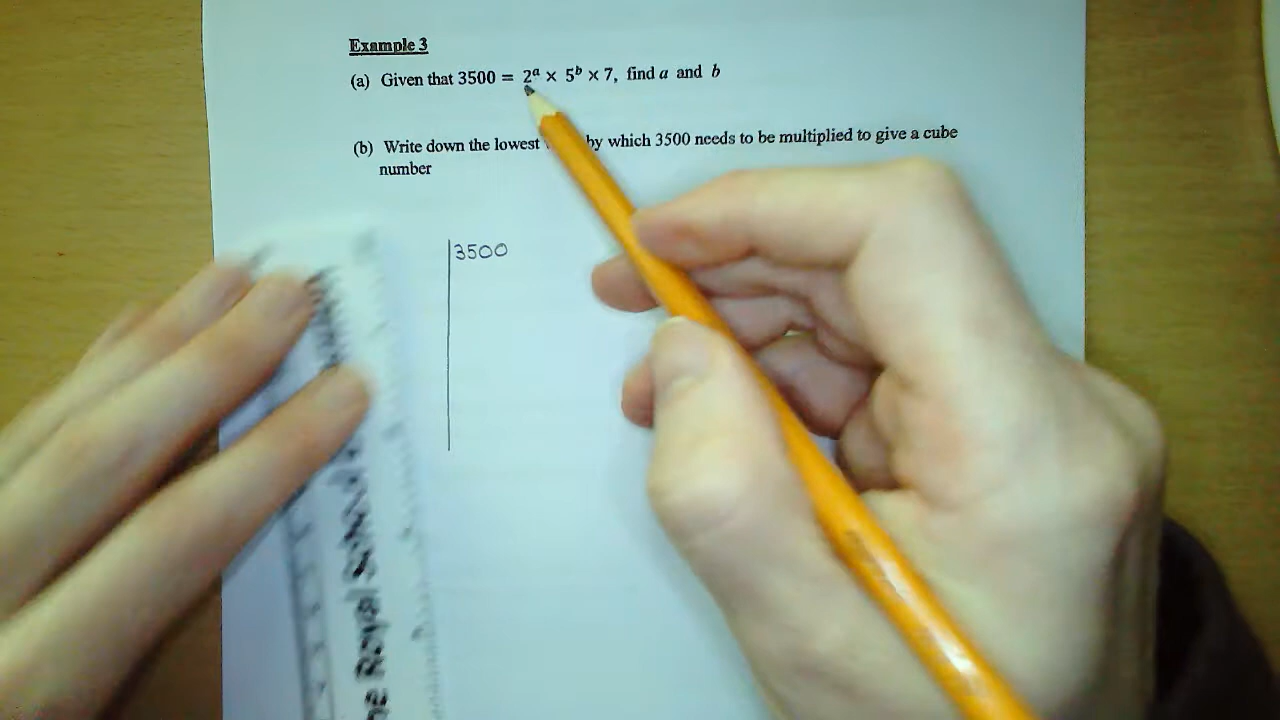 Example 3
(a) Given that 3500 = 2ᵃ × 5ᵇ × 7, find a and b
(b) Write down the lowest by which 3500 needs to be multiplied to give a cube
number
3500